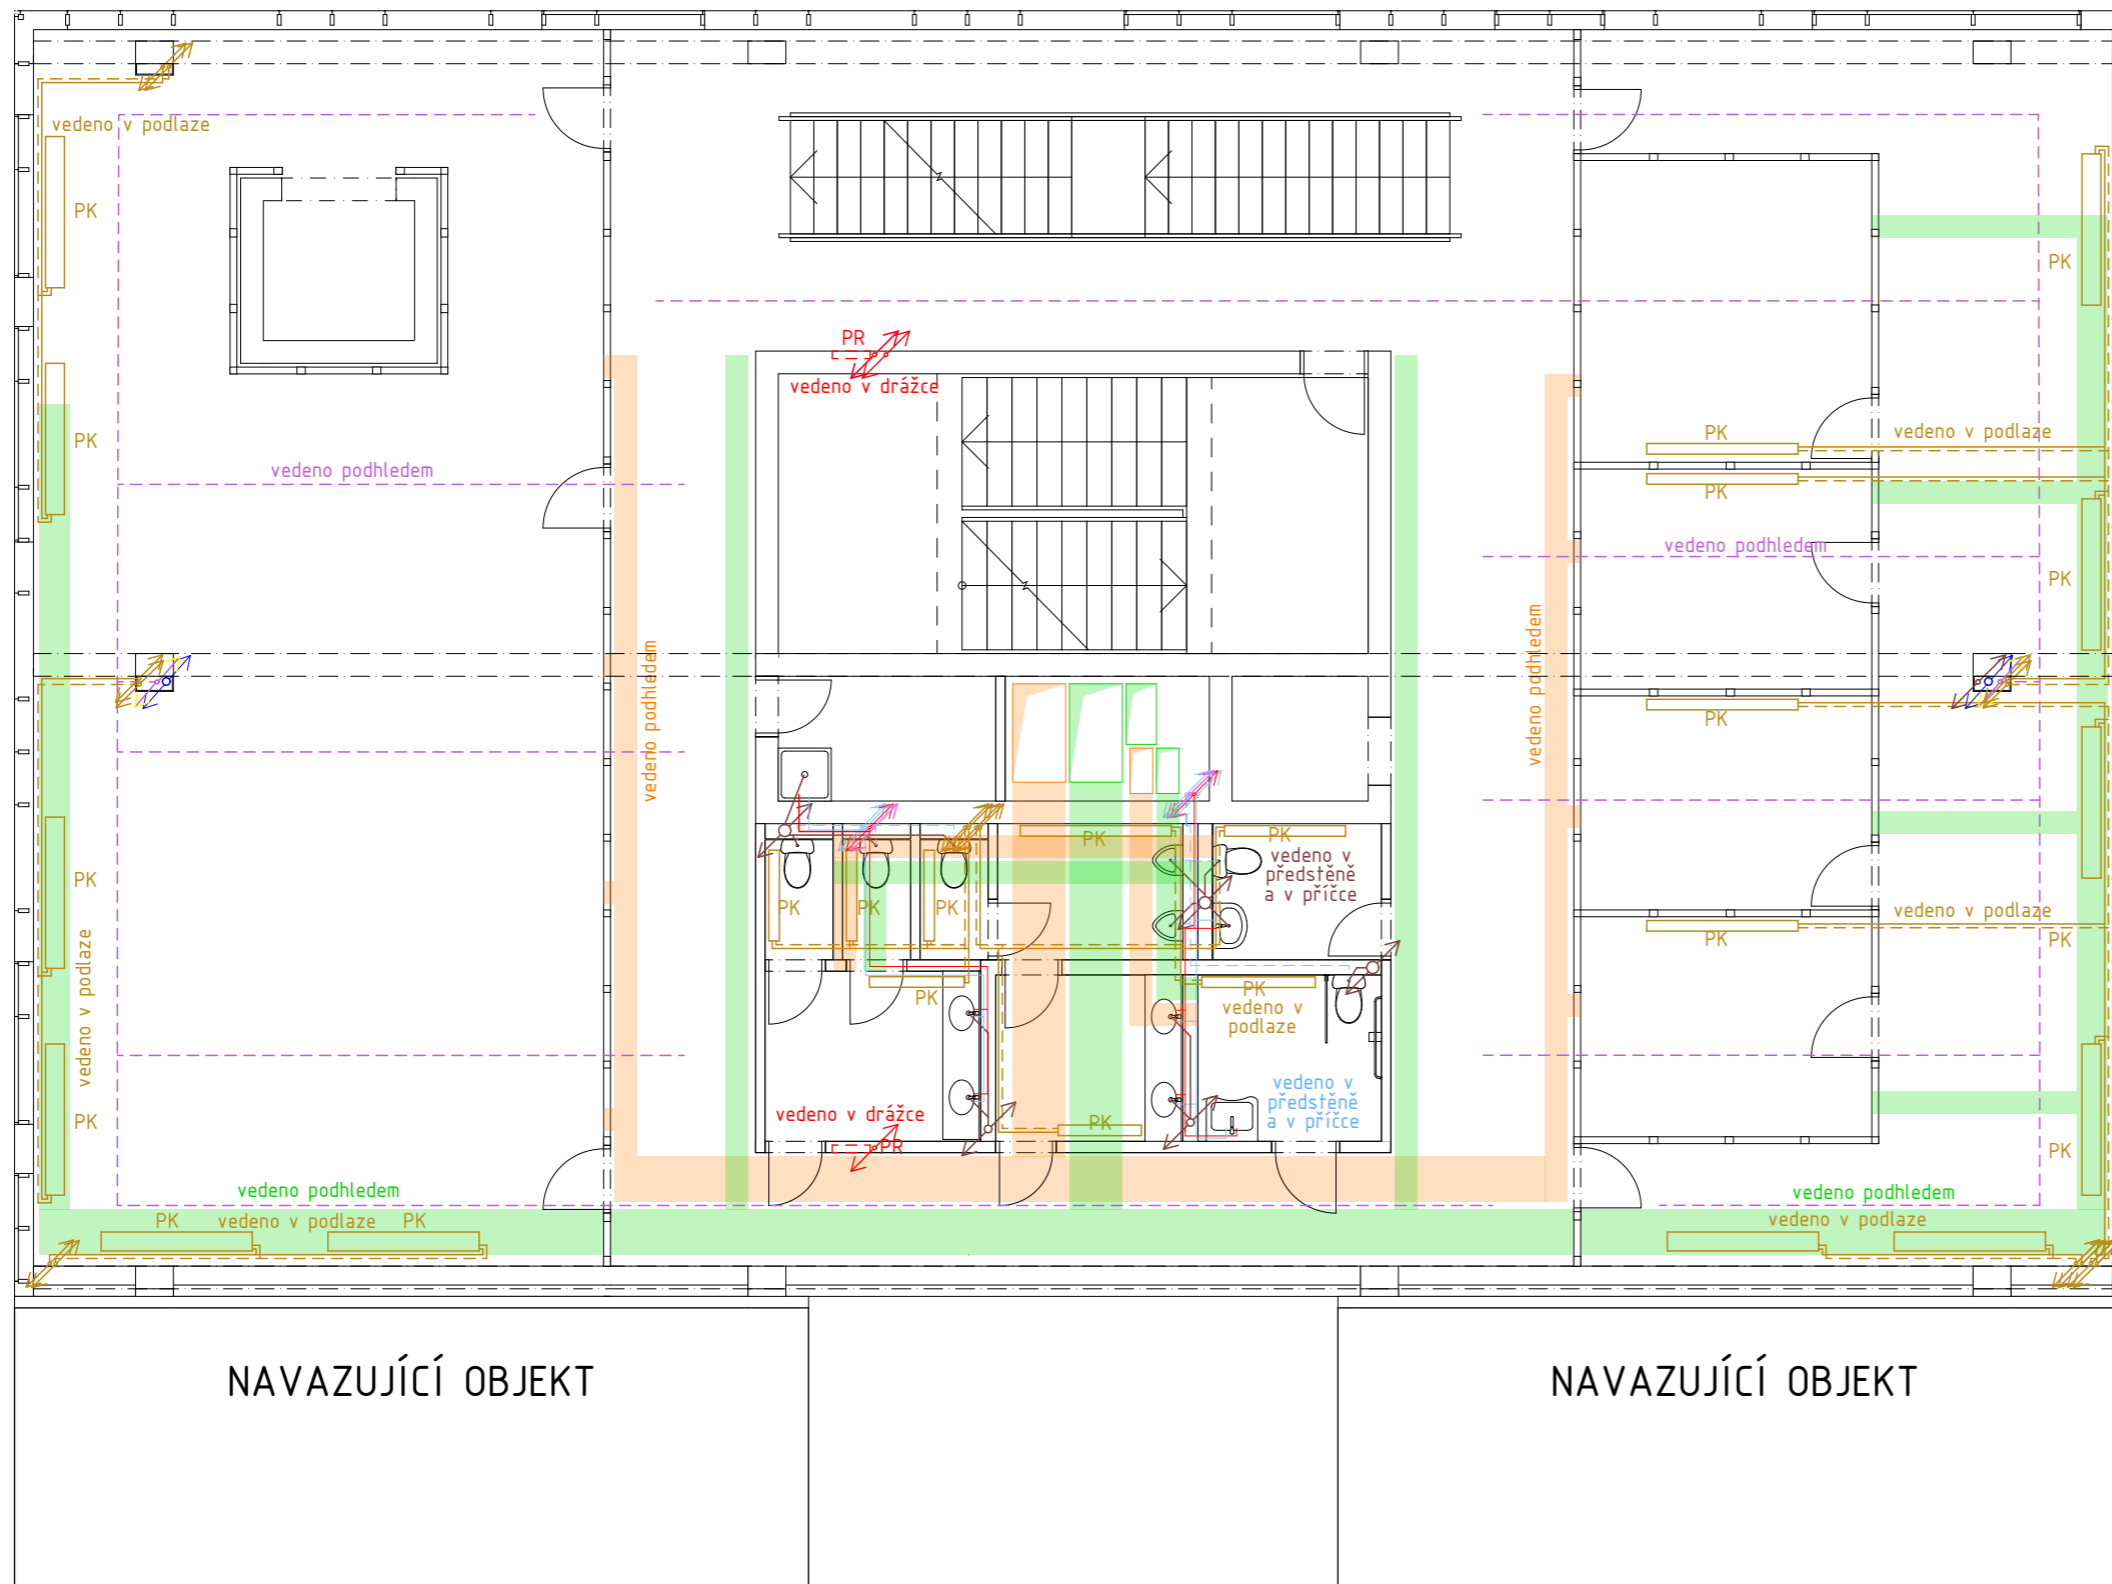 vedeno v podlaze
PK
PK
vedeno podhledem
PR
vedeno v drážce
PK
PK
vedeno v podlaze
PK
PK
vedeno podhledem
PK
PK
vedeno podhledem
vedeno podhledem
PK
PK
vedeno v
předstěně
a v příčce
PK
PK
PK
PK
PK
vedeno v
podlaze
vedeno v
předstěně
a v příčce
vedeno v drážce
PK
PR
PK
vedeno v podlaze
PK
PK
vedeno v podlaze
PK
PK
PK
vedeno podhledem
PK
vedeno v podlaze
PK
vedeno podhledem
vedeno v podlaze
NAVAZUJÍCÍ OBJEKT
NAVAZUJÍCÍ OBJEKT